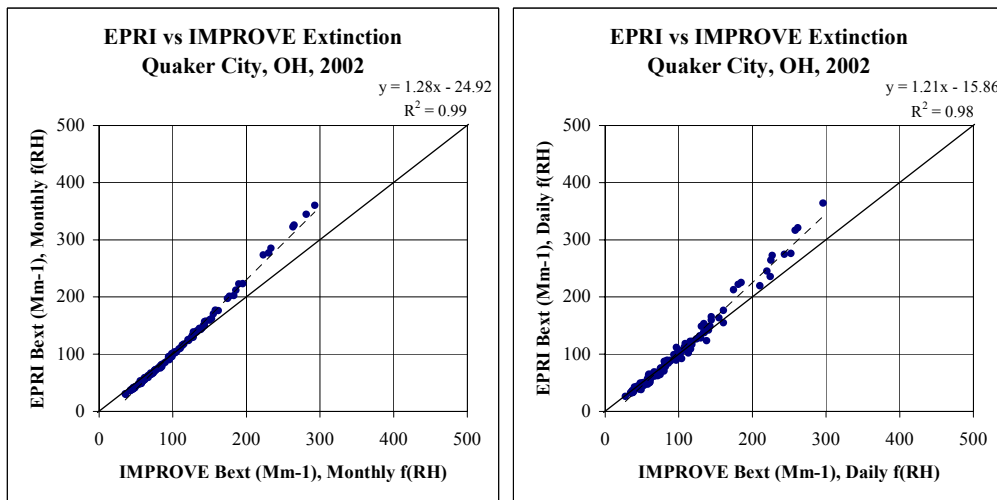 EPRI vs IMPROVE Extinction
Quaker City, OH, 2002
y = 1.28x - 24.92
R² = 0.99
EPRI Bext (Mm-1), Monthly f(RH)
500
400
300
200
100
0
0 100 200 300 400 500
IMPROVE Bext (Mm-1), Monthly f(RH)
EPRI vs IMPROVE Extinction
Quaker City, OH, 2002
y = 1.21x - 15.86
R² = 0.98
EPRI Bext (Mm-1), Daily f(RH)
500
400
300
200
100
0
0 100 200 300 400 500
IMPROVE Bext (Mm-1), Daily f(RH)